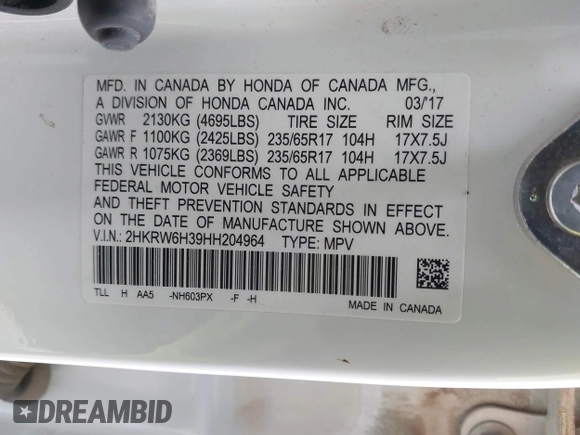 MFD. IN CANADA BY HONDA OF CANADA MFG.,
A DIVISION OF HONDA CANADA INC. 03/'17
GVWR 2130KG (4695LBS) TIRE SIZE RIM SIZE
GAWR F 1100KG (2425LBS) 235/65R17 104H 17X7.5J
GAWR R 1075KG (2369LBS) 235/65R17 104H 17X7.5J
THIS VEHICLE CONFORMS TO ALL APPLICABLE
FEDERAL MOTOR VEHICLE SAFETY
AND THEFT PREVENTION STANDARDS IN EFFECT
ON THE DATE OF MANUFACTURE SHOWN ABOVE.
V.I.N.: 2HKRW6H39HH204964 TYPE: MPV
TLL H AA5 -NH603PX -F -H
MADE IN CANADA
DREAMBID